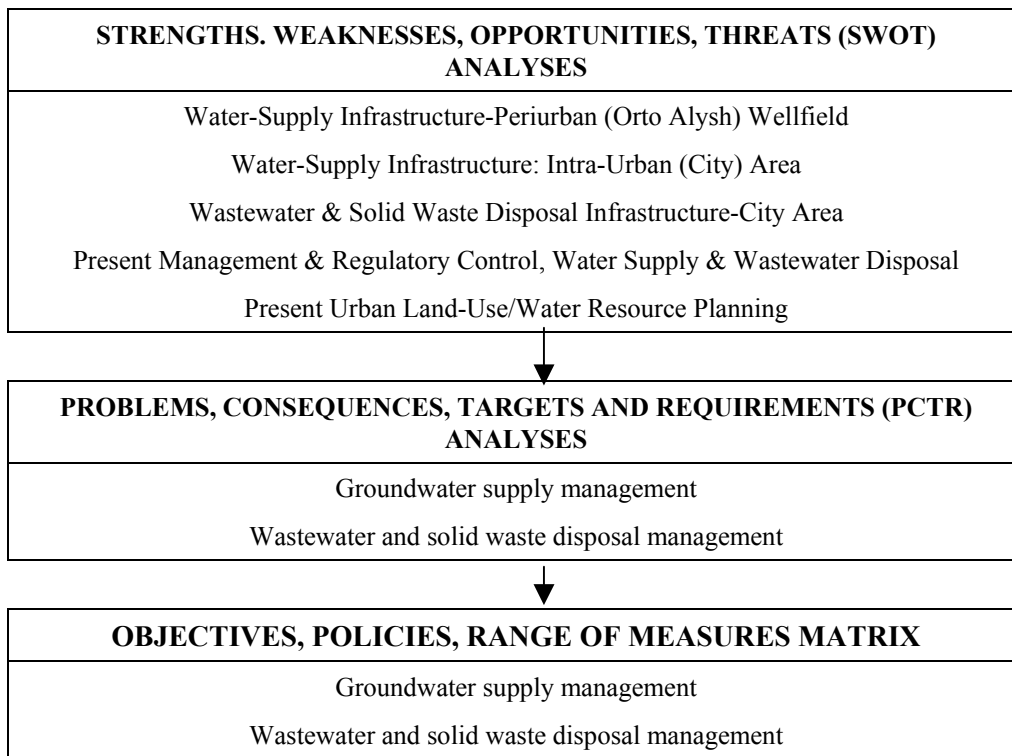 STRENGTHS. WEAKNESSES, OPPORTUNITIES, THREATS (SWOT)
ANALYSES
Water-Supply Infrastructure-Periurban (Orto Alysh) Wellfield
Water-Supply Infrastructure: Intra-Urban (City) Area
Wastewater & Solid Waste Disposal Infrastructure-City Area
Present Management & Regulatory Control, Water Supply & Wastewater Disposal
Present Urban Land-Use/Water Resource Planning
PROBLEMS, CONSEQUENCES, TARGETS AND REQUIREMENTS (PCTR)
ANALYSES
Groundwater supply management
Wastewater and solid waste disposal management
OBJECTIVES, POLICIES, RANGE OF MEASURES MATRIX
Groundwater supply management
Wastewater and solid waste disposal management